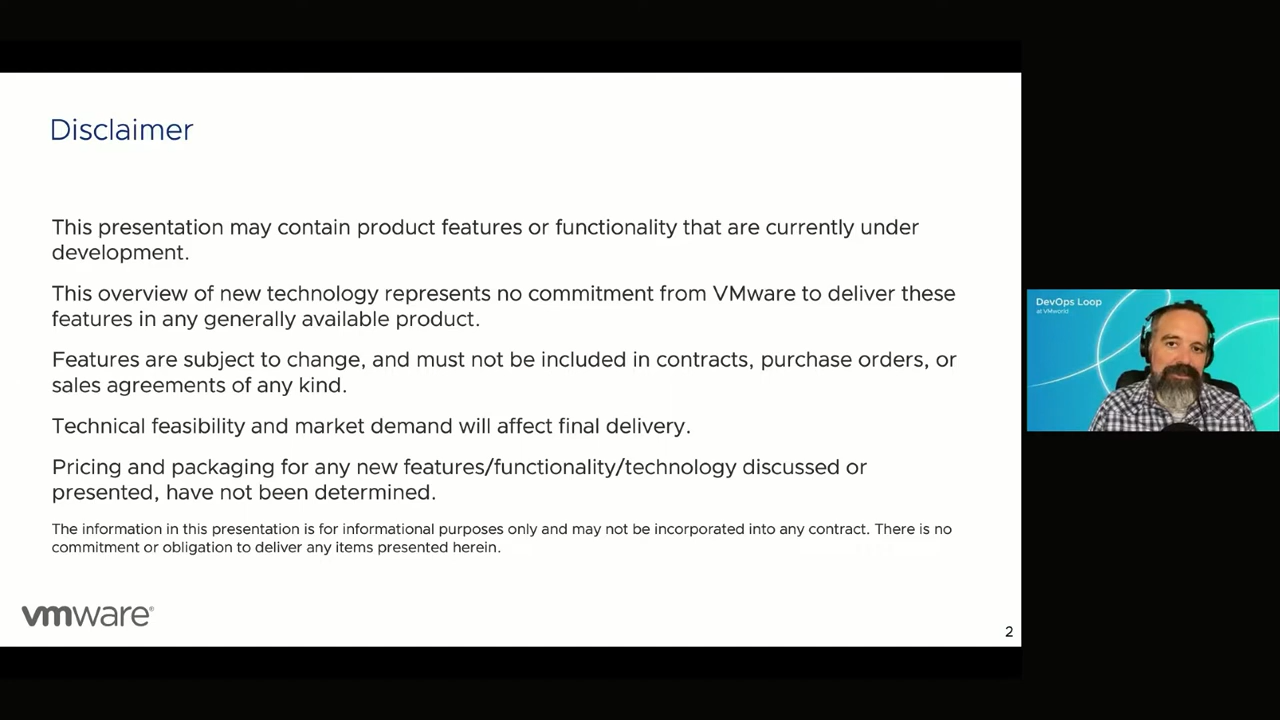 Disclaimer
This presentation may contain product features or functionality that are currently under
development.
This overview of new technology represents no commitment from VMware to deliver these
features in any generally available product.
Features are subject to change, and must not be included in contracts, purchase orders, or
sales agreements of any kind.
Technical feasibility and market demand will affect final delivery.
Pricing and packaging for any new features/functionality/technology discussed or
presented, have not been determined.
The information in this presentation is for informational purposes only and may not be incorporated into any contract. There is no
commitment or obligation to deliver any items presented herein.
vmware®
2
DevOps Loop
at VMworld